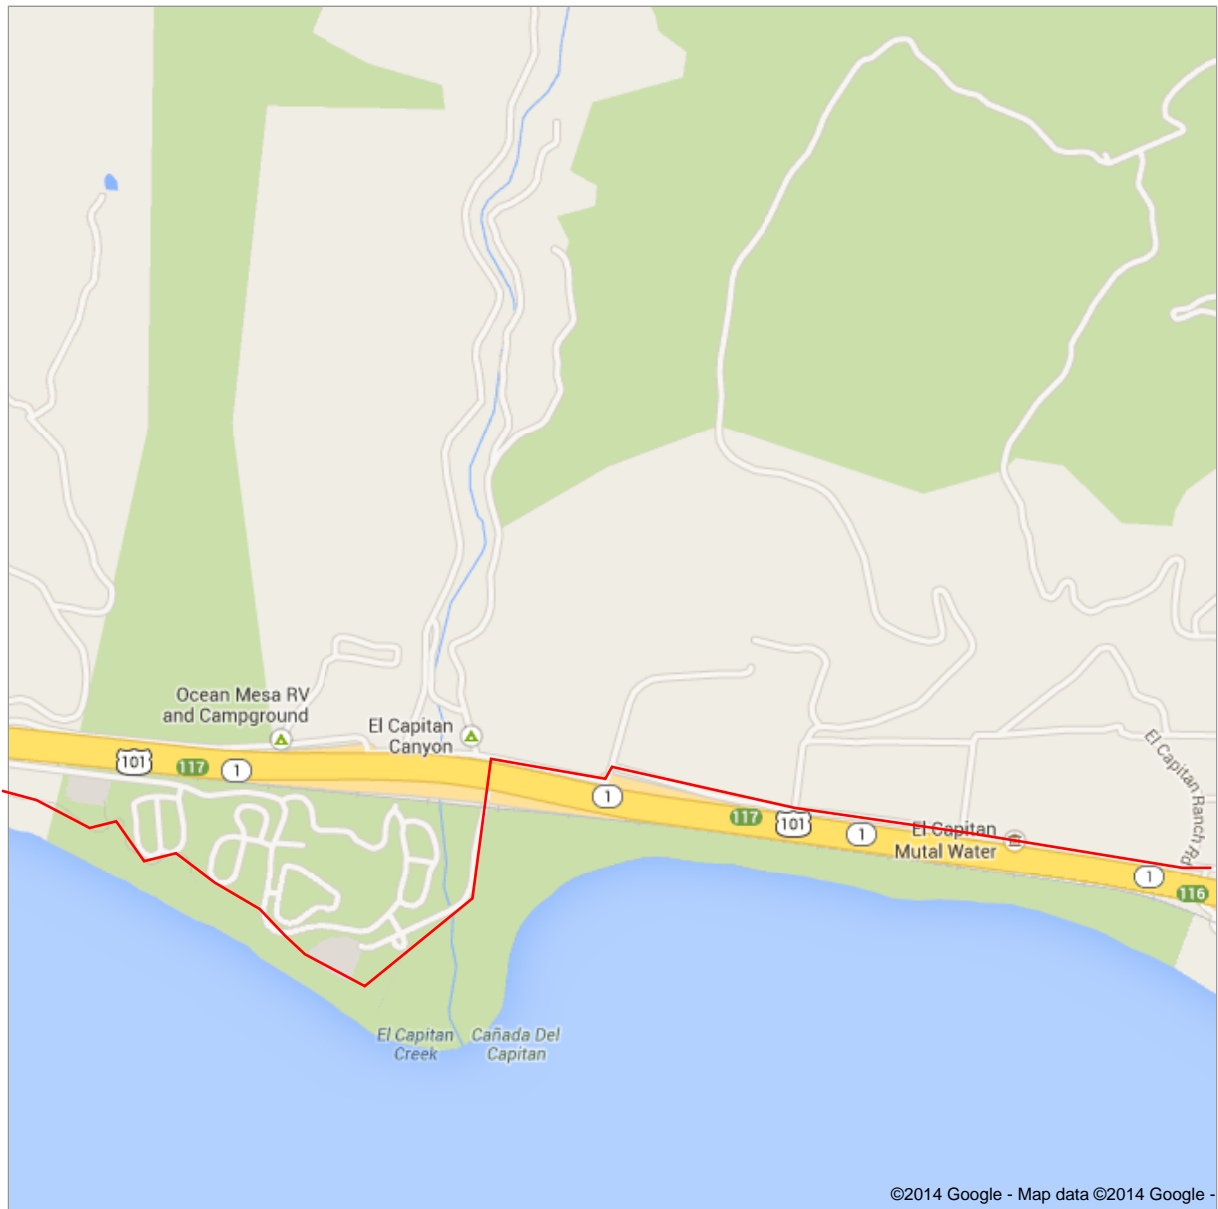 Ocean Mesa RV
and Campground
El Capitan
Canyon
101
117
1
1
El Capitan Ranch Rd
117
101
1
El Capitan
Mutal Water
1
116
El Capitan
Creek
Cañada Del
Capitan
©2014 Google - Map data ©2014 Google -